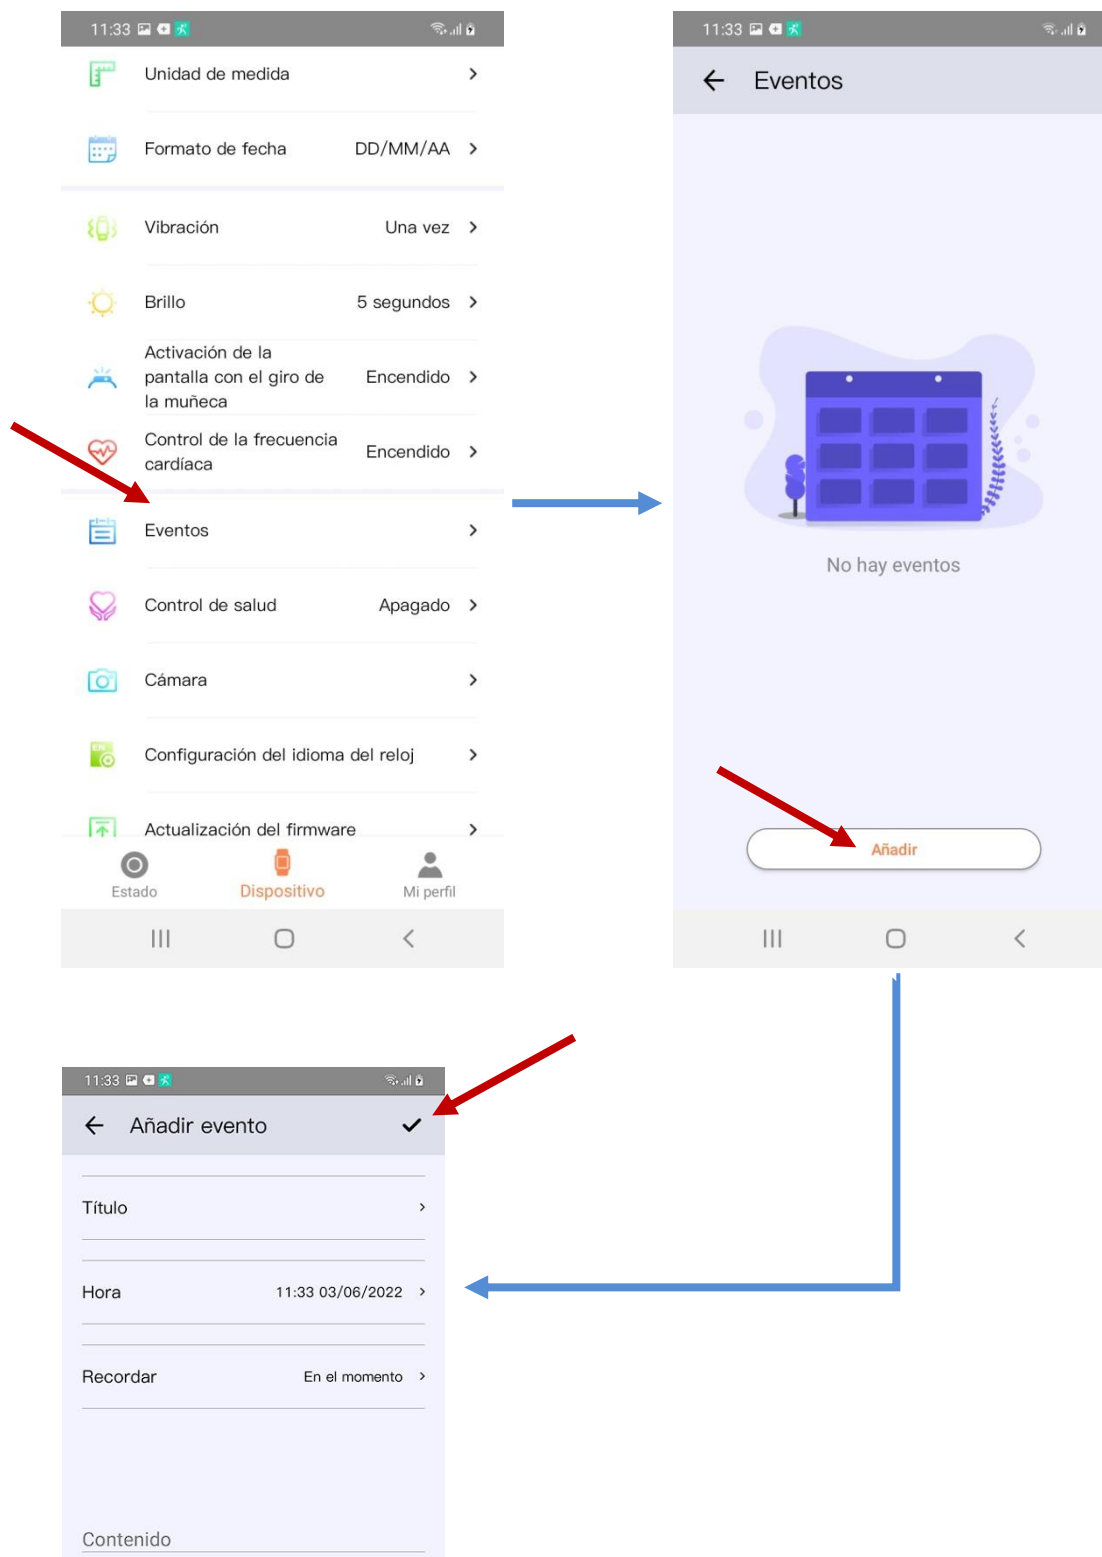 11:33
Unidad de medida
Formato de fecha DD/MM/AA
Vibración Una vez
Brillo 5 segundos
Activación de la
pantalla con el giro de Encendido
la muñeca
Control de la frecuencia
cardíaca Encendido
Eventos
Control de salud Apagado
Cámara
EN
Configuración del idioma del reloj
Actualización del firmware
Estado Dispositivo Mi perfil
11:33
Eventos
No hay eventos
Añadir
11:33
Añadir evento
Título
Hora 11:33 03/06/2022
Recordar En el momento
Contenido